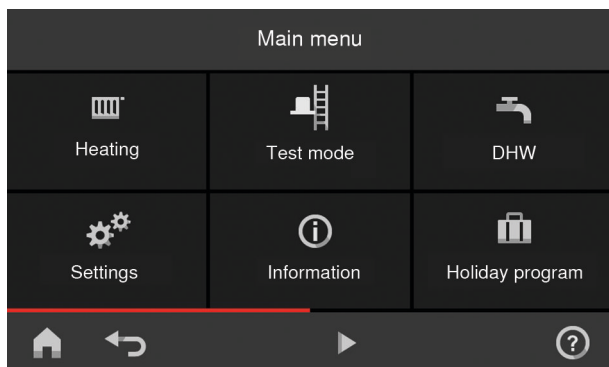 Main menu
Heating
Test mode
DHW
Settings
Information
Holiday program
?